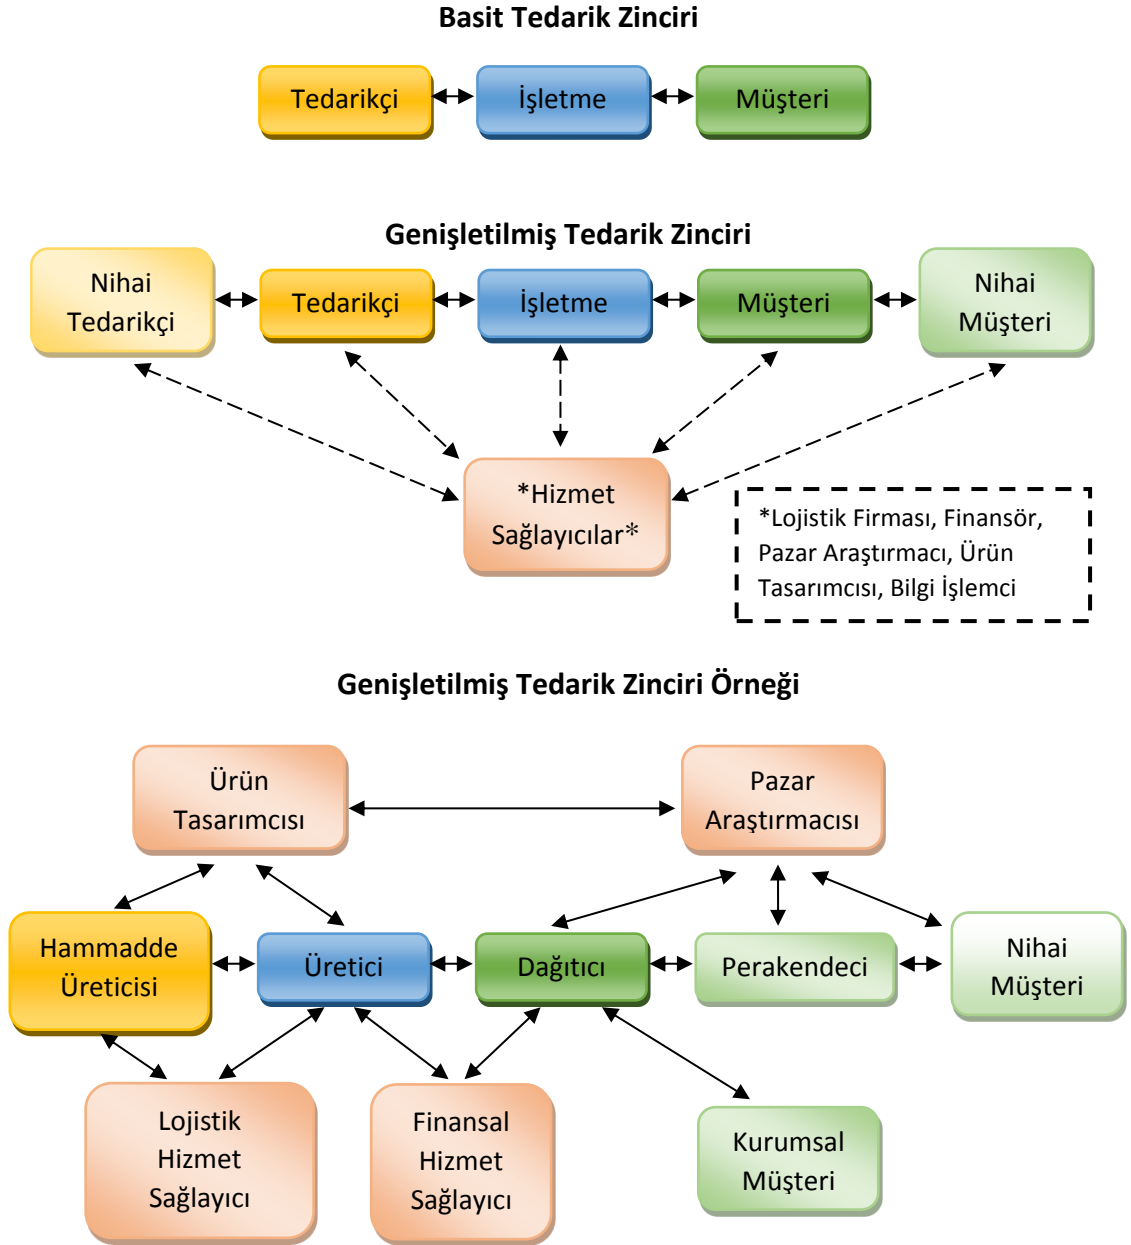 Basit Tedarik Zinciri
Tedarikçi
İşletme
Müşteri
Genişletilmiş Tedarik Zinciri
Nihai
Tedarikçi
Tedarikçi
İşletme
Müşteri
Nihai
Müşteri
*Hizmet
Sağlayıcılar*
*Lojistik Firması, Finansör,
Pazar Araştırmacı, Ürün
Tasarımcısı, Bilgi İşlemci
Genişletilmiş Tedarik Zinciri Örneği
Ürün
Tasarımcısı
Pazar
Araştırmacısı
Hammadde
Üreticisi
Üretici
Dağıtıcı
Perakendeci
Nihai
Müşteri
Lojistik
Hizmet
Sağlayıcı
Finansal
Hizmet
Sağlayıcı
Kurumsal
Müşteri